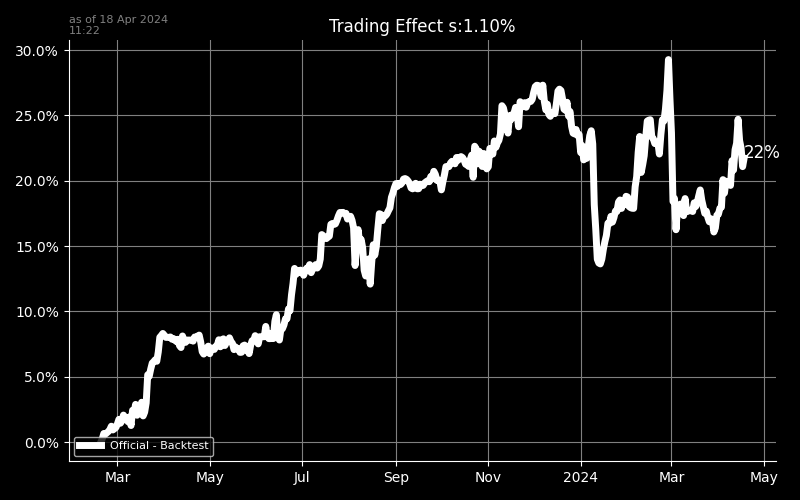 as of 18 Apr 2024
11:22
Trading Effect s:1.10%
30.0%
25.0%
20.0%
15.0%
10.0%
5.0%
0.0%
22%
Official - Backtest
Mar May Jul Sep Nov 2024 Mar May